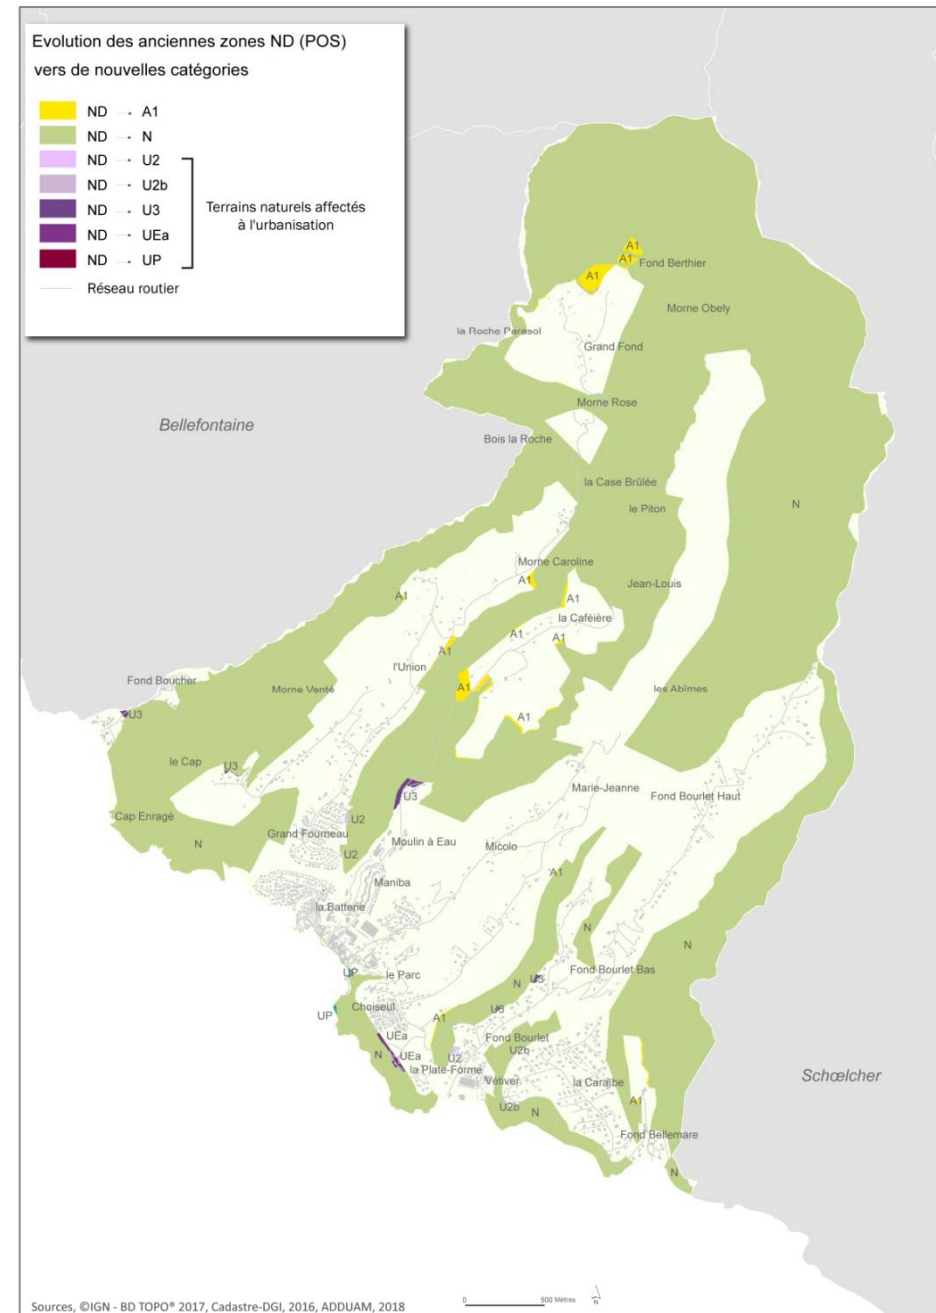 Evolution des anciennes zones ND (POS)
vers de nouvelles catégories
ND → A1
ND → N
ND → U2
ND → U2b
ND → U3
ND → UEa
ND → UP
Terrains naturels affectés
à l'urbanisation
Réseau routier
A1
A1
Fond Berthier
A1
Morne Obely
la Roche Parasol
Grand Fond
Morne Rose
Bellefontaine
Bois la Roche
la Case Brûlée
N
le Piton
Morne Caroline
A1
Jean-Louis
A1
A1
la Caféière
A1
A1
A1
l'Union
Fond Boucher
Morne Venté
A1
les Abîmes
U3
A1
le Cap
U3
Marie-Jeanne
Fond Bourlet Haut
U3
Cap Enragé
U2
Grand Fourneau
N
Moulin à Eau
Micolo
U2
A1
Maniba
la Batterie
N
N
UP
le Parc
Fond Bourlet Bas
U3
N
Choiseul
UP
A1
U3
UEa
Fond Bourlet
N
UEa
U2
U2b
la Plate-Forme
Vétiver
la Caraïbe
Schœlcher
A1
U2b
N
Fond Bellemare
N
500 Mètres
0
N
Sources, ©IGN - BD TOPO® 2017, Cadastre-DGI, 2016, ADDUAM, 2018